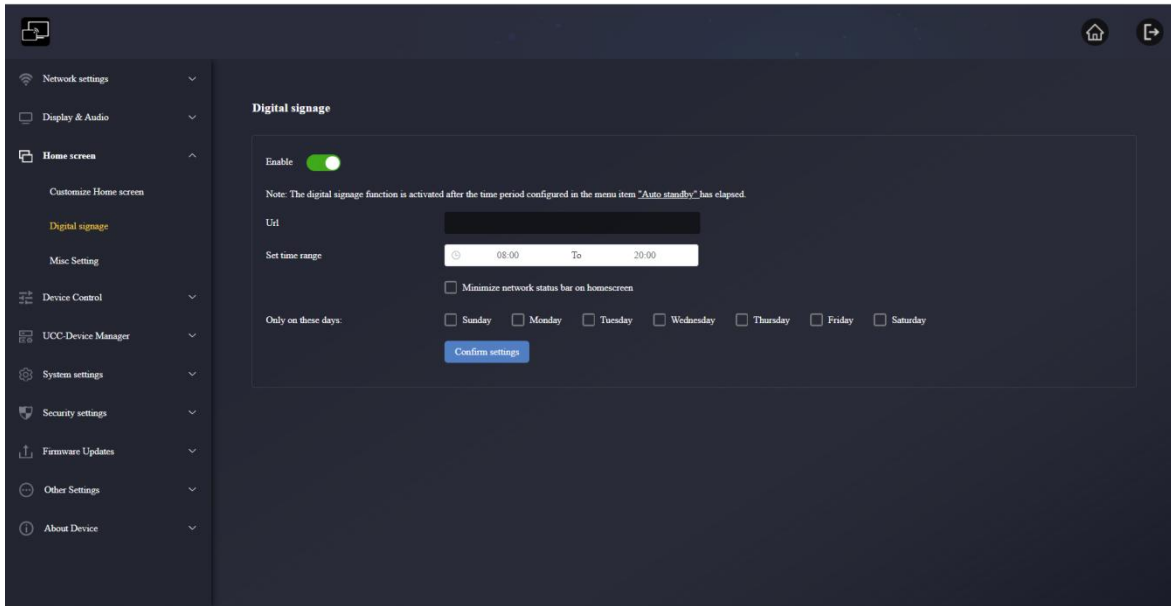 Network settings
Display & Audio
Home screen
Customize Home screen
Digital signage
Misc Setting
Device Control
UCC-Device Manager
System settings
Security settings
Firmware Updates
Other Settings
About Device
Digital signage
Enable
Note: The digital signage function is activated after the time period configured in the menu item "Auto standby" has elapsed.
Url
Set time range 08:00 To 20:00
Minimize network status bar on homescreen
Only on these days: Sunday Monday Tuesday Wednesday Thursday Friday Saturday
Confirm settings